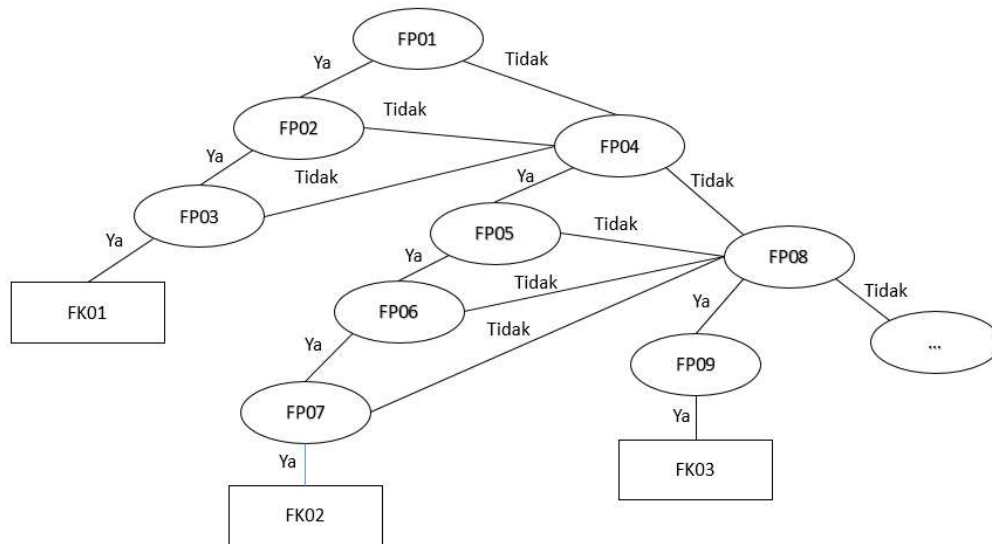 FP01
Ya
Tidak
FP02
Tidak
FP04
Ya
Tidak
Ya
Tidak
FP03
FP05
Tidak
Ya
Ya
FP08
FK01
FP06
Tidak
Ya
Tidak
Ya
Tidak
FP09
...
FP07
Ya
Ya
FK03
FK02